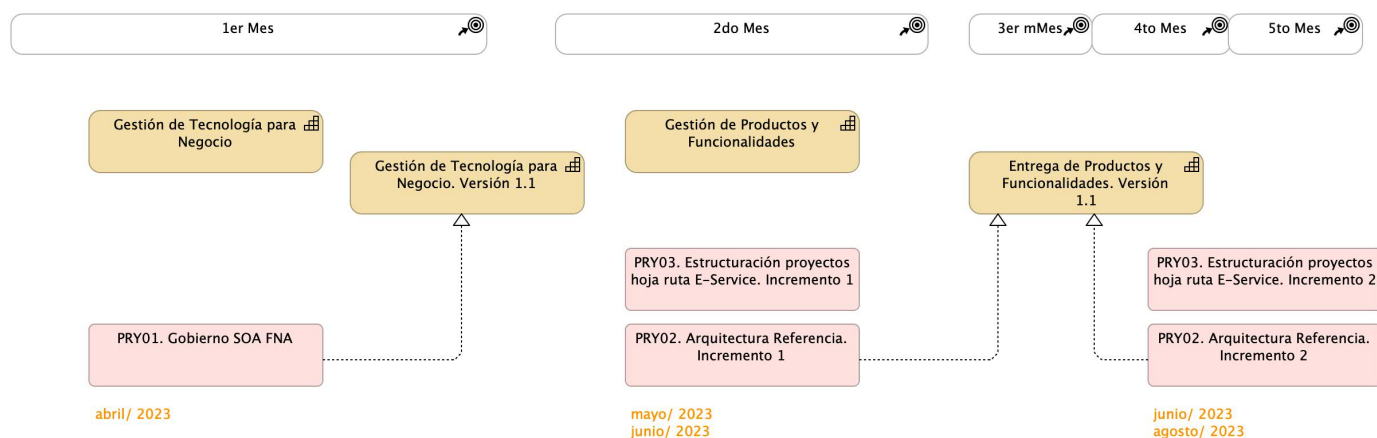 1er Mes
2do Mes
3er mMes
4to Mes
5to Mes
Gestión de Tecnología para
Negocio
Gestión de Tecnología para
Negocio. Versión 1.1
Gestión de Productos y
Funcionalidades
Entrega de Productos y
Funcionalidades. Versión
1.1
PRY03. Estructuración proyectos
hoja ruta E-Service. Incremento 1
PRY03. Estructuración proyectos
hoja ruta E-Service. Incremento 2
PRY01. Gobierno SOA FNA
PRY02. Arquitectura Referencia.
Incremento 1
PRY02. Arquitectura Referencia.
Incremento 2
abril/ 2023
mayo/ 2023
junio/ 2023
junio/ 2023
agosto/ 2023